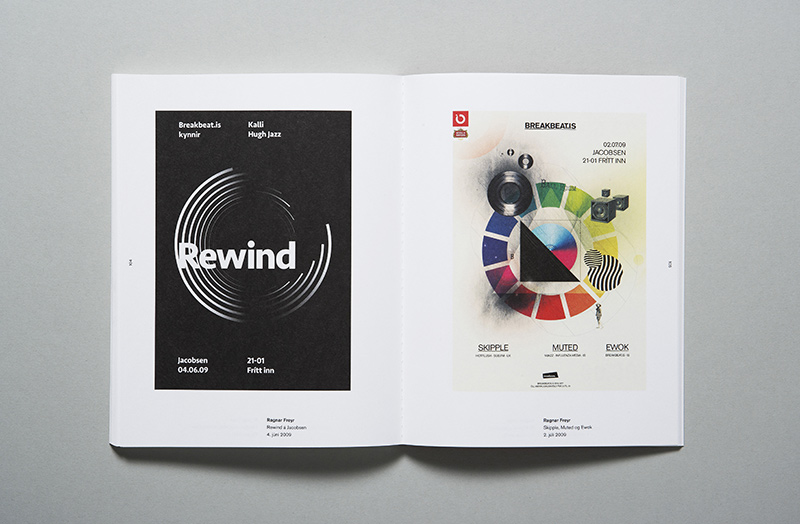 Breakbeat.is
kynnir
Kalli
Hugh Jazz
Rewind
Jacobsen
04.06.09
21-01
Frítt inn
Ragnar Freyr
Rewind á Jacobsen
4. júní 2009
BREAKBEAT.IS
02.07.09
JACOBSEN
21-01 FRÍTT INN
B
SKIPPLE
MUTED
EWOK
Ragnar Freyr
Skipple, Muted og Ewok
2. júlí 2009